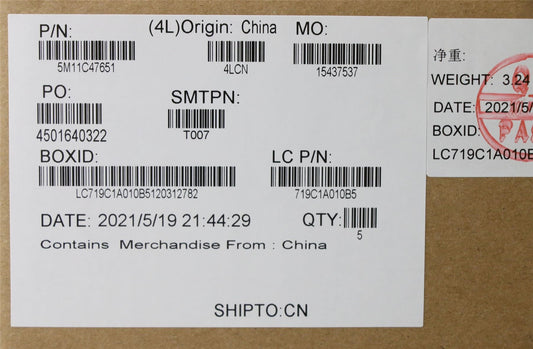 P/N: (4L)Origin: China MO:
5M11C47651 4LCN 15437537
PO: SMTPN:
4501640322 T007
BOXID: LC P/N:
LC719C1A010B5120312782 719C1A010B5
DATE: 2021/5/19 21:44:29 QTY:
5
Contains Merchandise From : China
SHIPTO:CN
净重:
WEIGHT: 3.24
DATE: 2021/5/
BOXID:
LC719C1A010B
PA